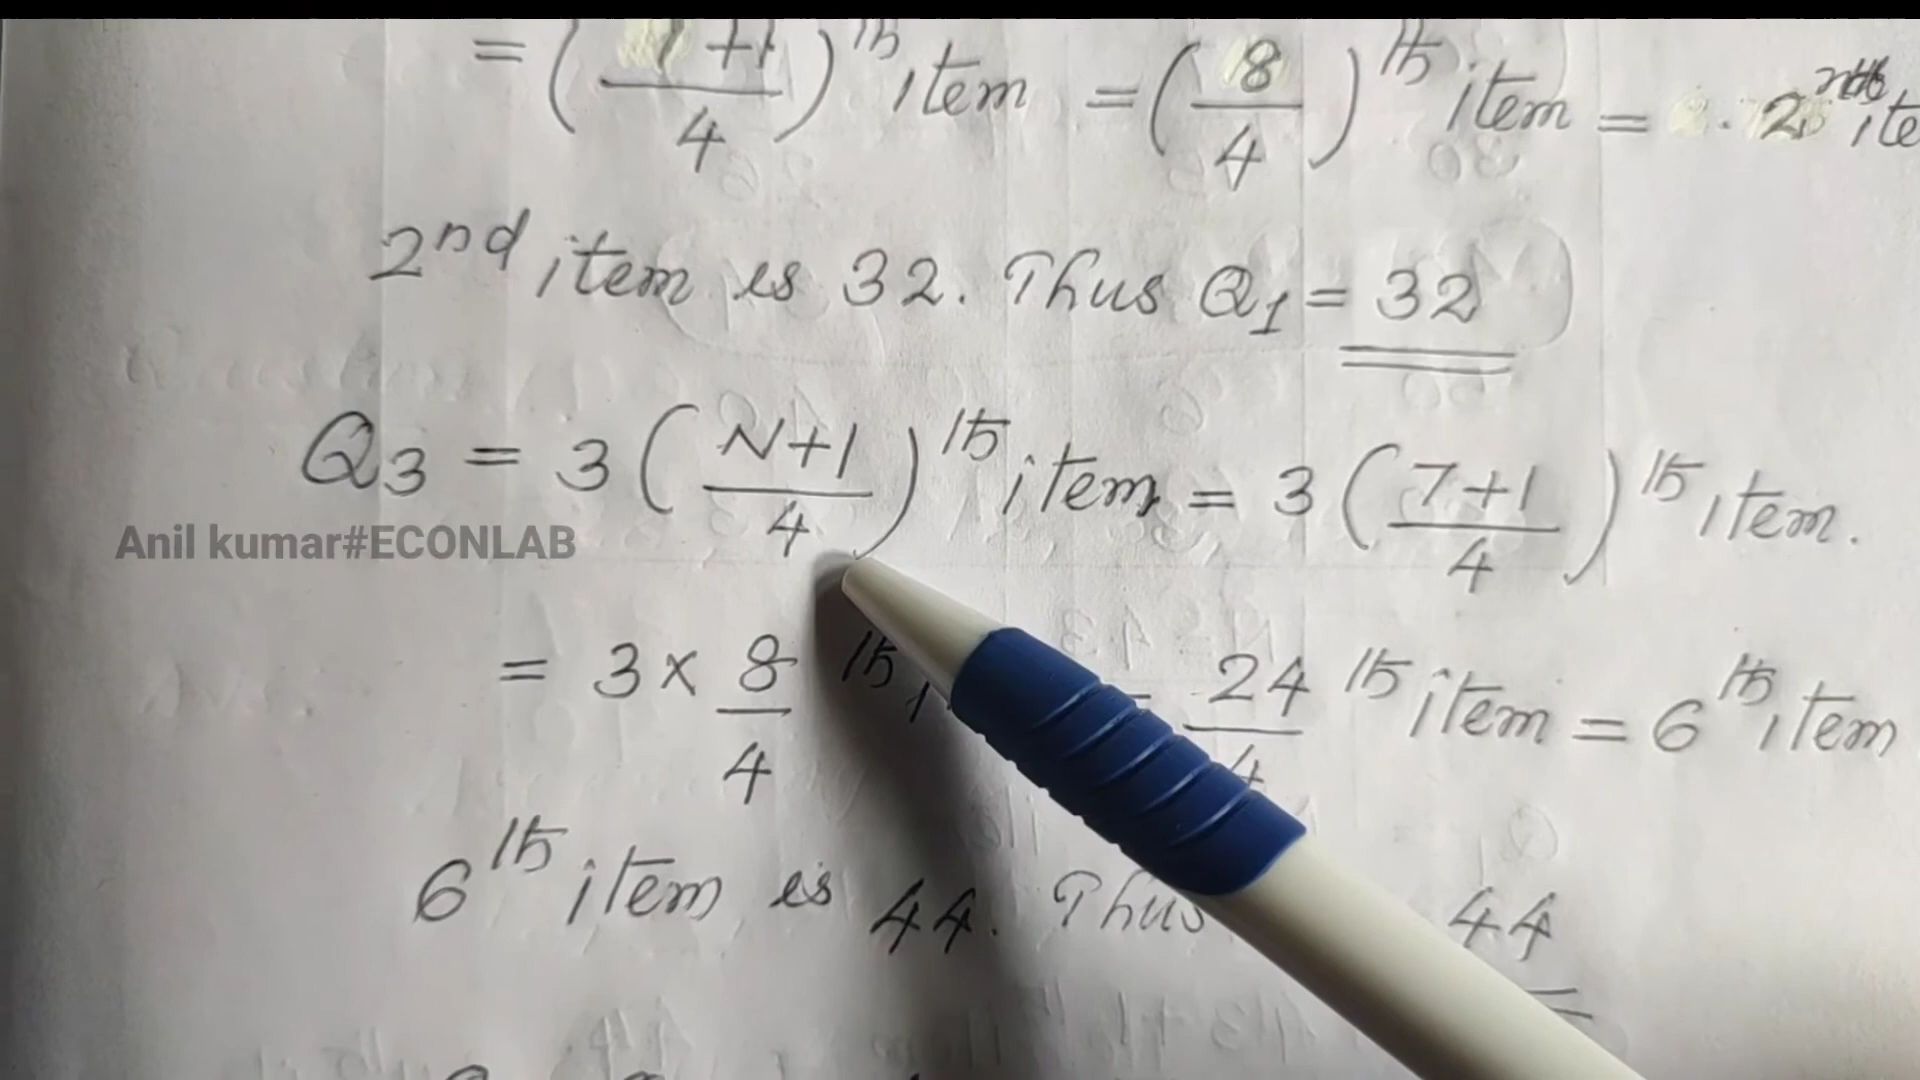 = (7+1/4)th item = (8/4)th item = 2nd ite
2nd item is 32. Thus Q1 = 32
Q3 = 3 (N+1/4)th item = 3 (7+1/4)th item.
Anil kumar#ECONLAB
= 3 × 8/4 th = 24/4 th item = 6th item
6th item is 44. Thus 44